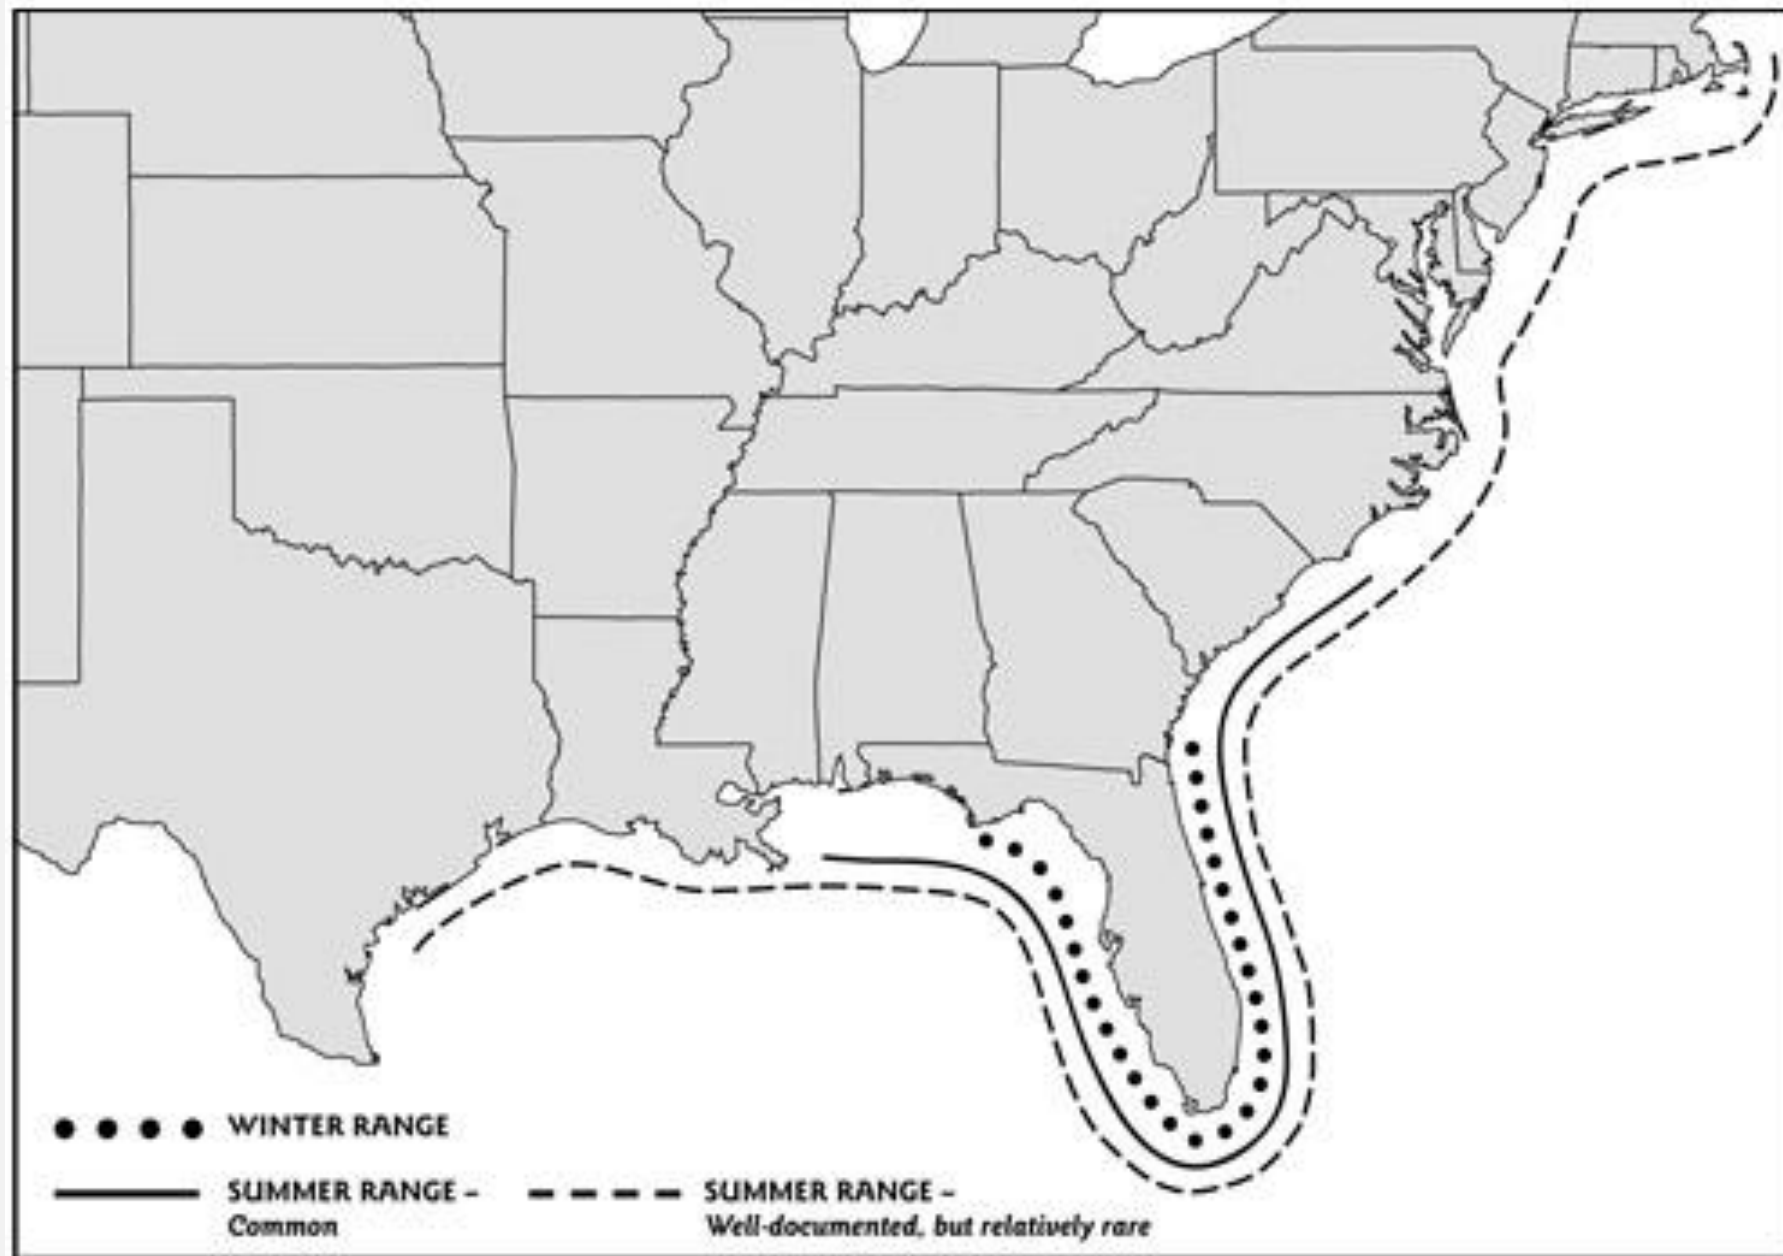 WINTER RANGE
SUMMER RANGE –
Common
SUMMER RANGE –
Well-documented, but relatively rare